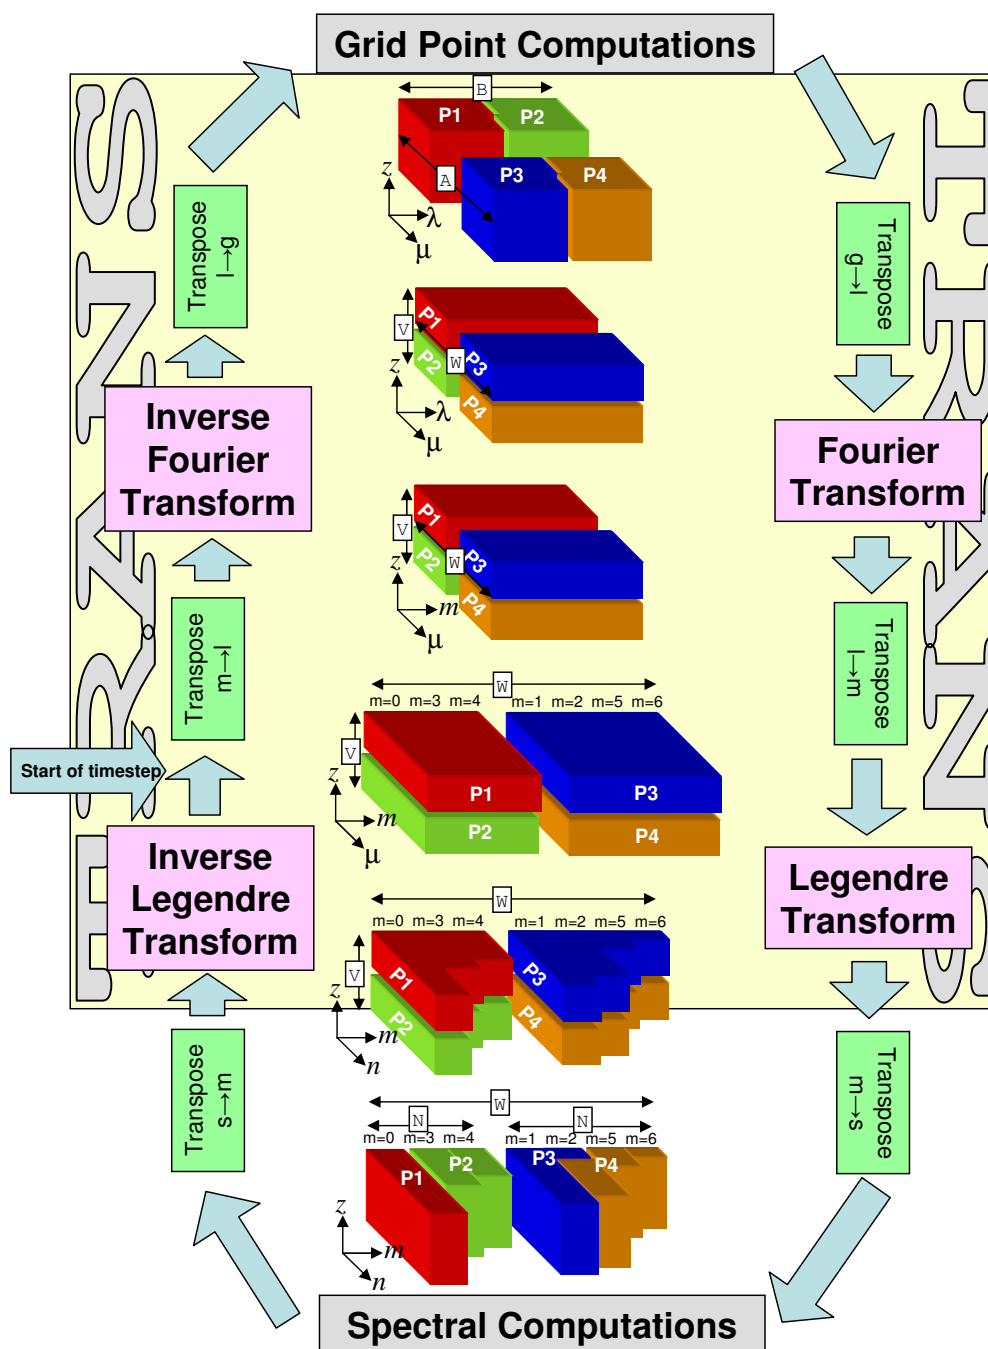 Grid Point Computations
B
P1 P2
A
P3 P4
z
λ
μ
Transpose
l→g
Transpose
g→l
V
P1
W
P2
P3
P4
z
λ
μ
Inverse
Fourier
Transform
Fourier
Transform
V
P1
W
P2
P3
P4
z
m
μ
Transpose
m→l
Transpose
l→m
W
m=0 m=3 m=4 m=1 m=2 m=5 m=6
V
P1 P3
P2 P4
z
m
μ
Start of timestep
Inverse
Legendre
Transform
Legendre
Transform
W
m=0 m=3 m=4 m=1 m=2 m=5 m=6
V
P1 P3
P2 P4
z
m
n
Transpose
s→m
Transpose
m→s
W
N N
m=0 m=3 m=4 m=1 m=2 m=5 m=6
P1 P2 P3 P4
z
m
n
Spectral Computations